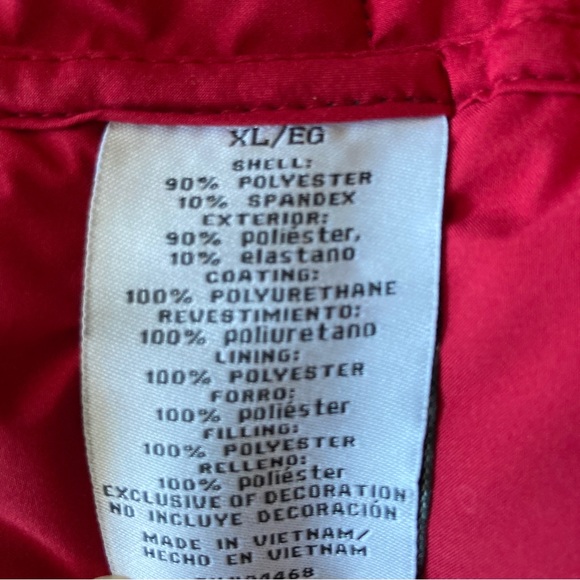 XL/EG
SHELL:
90% POLYESTER
10% SPANDEX
EXTERIOR:
90% poliéster,
10% elastano
COATING:
100% POLYURETHANE
REVESTIMIENTO:
100% poliuretano
LINING:
100% POLYESTER
FORRO:
100% poliéster
FILLING:
100% POLYESTER
RELLENO:
100% poliéster
EXCLUSIVE OF DECORATION
NO INCLUYE DECORACIÓN
MADE IN VIETNAM/
HECHO EN VIETNAM